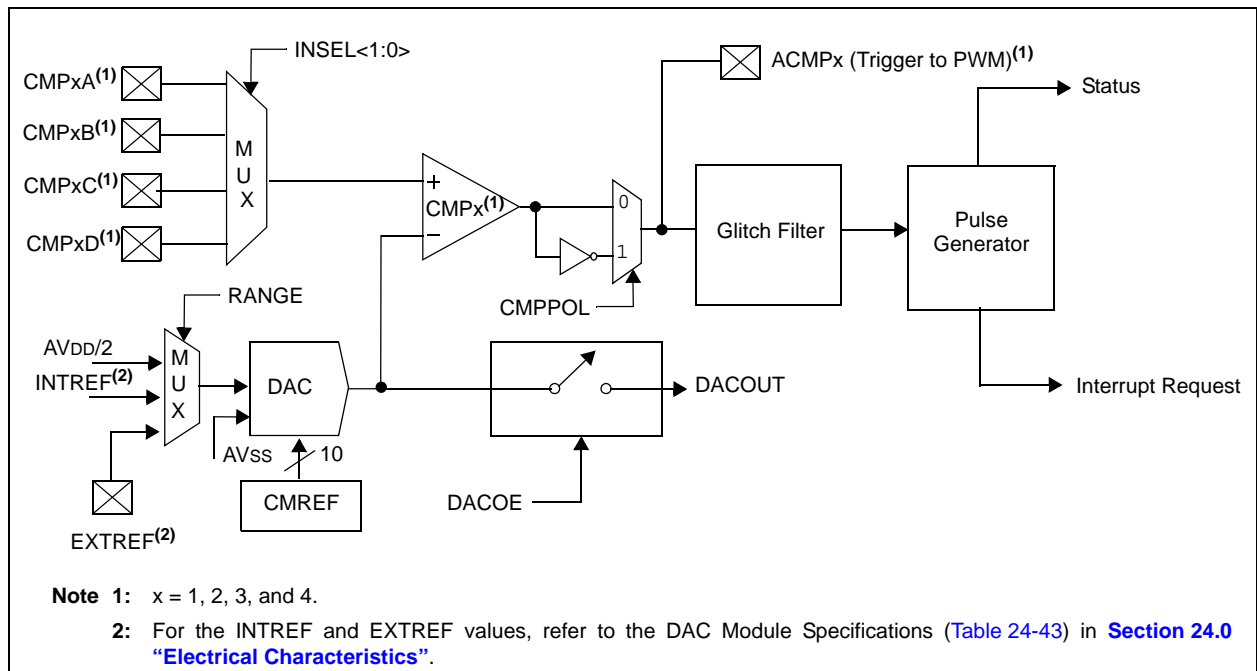 INSEL<1:0>
ACMPx (Trigger to PWM)(1)
CMPxA(1)
CMPxB(1)
CMPxC(1)
CMPxD(1)
M
U
X
Status
+
CMPx(1)
–
0
1
CMPPOL
Glitch Filter
Pulse
Generator
Interrupt Request
RANGE
AVDD/2
INTREF(2)
M
U
X
DAC
AVSS
10
CMREF
EXTREF(2)
DACOUT
DACOE
Note 1: x = 1, 2, 3, and 4.
2: For the INTREF and EXTREF values, refer to the DAC Module Specifications (Table 24-43) in Section 24.0
“Electrical Characteristics”.